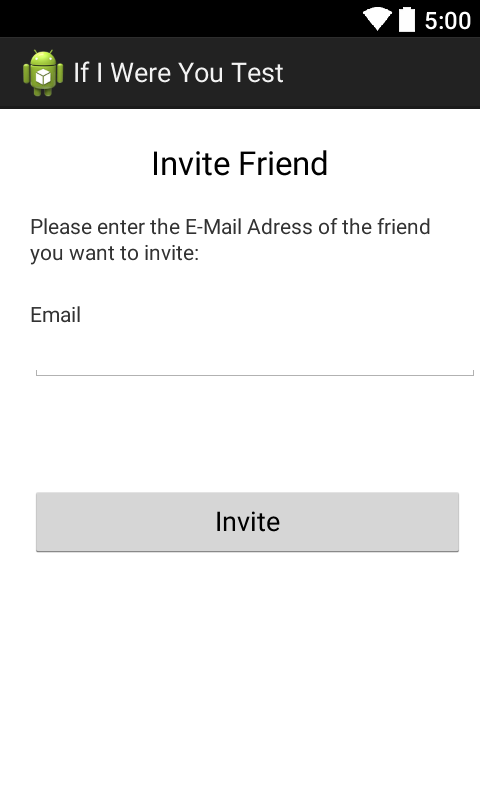 5:00
If I Were You Test
Invite Friend
Please enter the E-Mail Adress of the friend
you want to invite:
Email
Invite